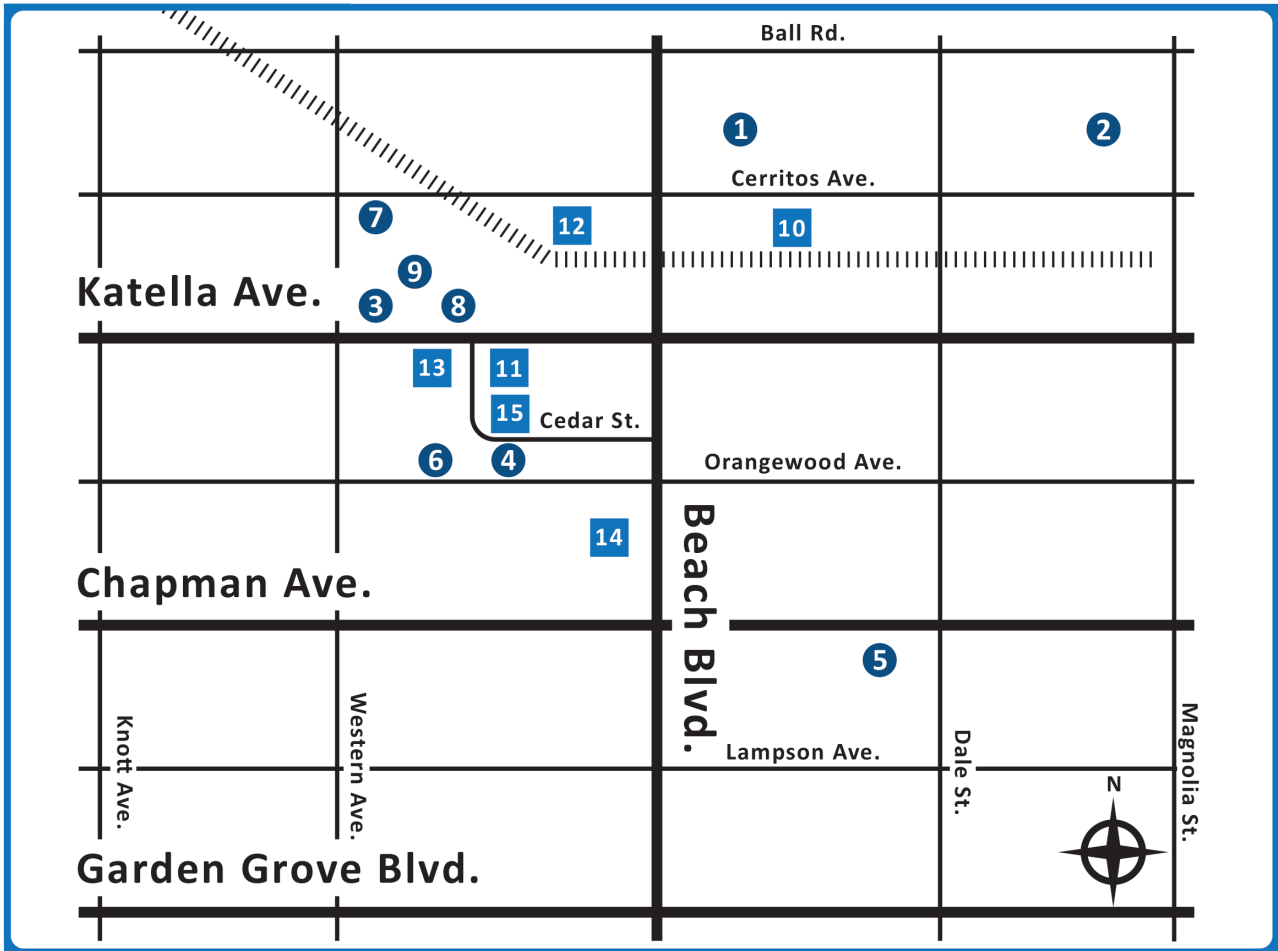 Ball Rd.
1
2
Cerritos Ave.
7
12
10
9
Katella Ave.
3
8
13
11
15
Cedar St.
6
4
Orangewood Ave.
14
Beach Blvd.
Chapman Ave.
5
Knott Ave.
Western Ave.
Lampson Ave.
Dale St.
Magnolia St.
N
Garden Grove Blvd.